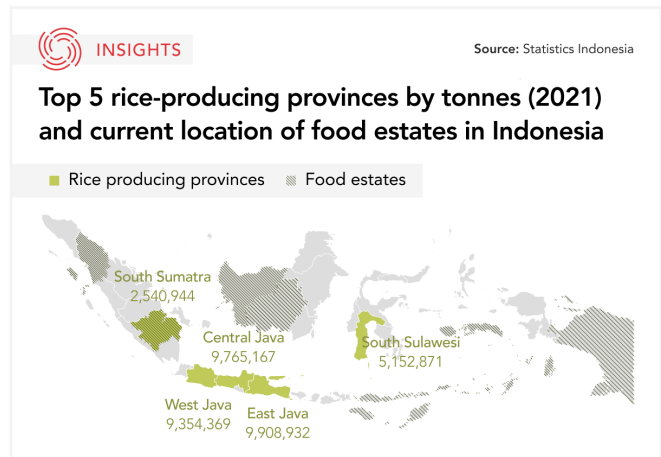 INSIGHTS
Source: Statistics Indonesia
Top 5 rice-producing provinces by tonnes (2021)
and current location of food estates in Indonesia
Rice producing provinces
Food estates
South Sumatra
2,540,944
Central Java
9,765,167
South Sulawesi
5,152,871
West Java
9,354,369
East Java
9,908,932